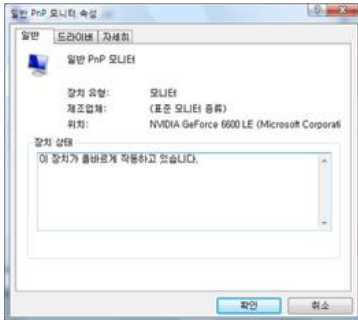 일반 PnP 모니터 속성
일반 드라이버 자세히
일반 PnP 모니터
장치 유형: 모니터
제조업체: (표준 모니터 종류)
위치: NVIDIA GeForce 6600 LE (Microsoft Corporati
장치 상태
이 장치가 올바르게 작동하고 있습니다.
확인 취소